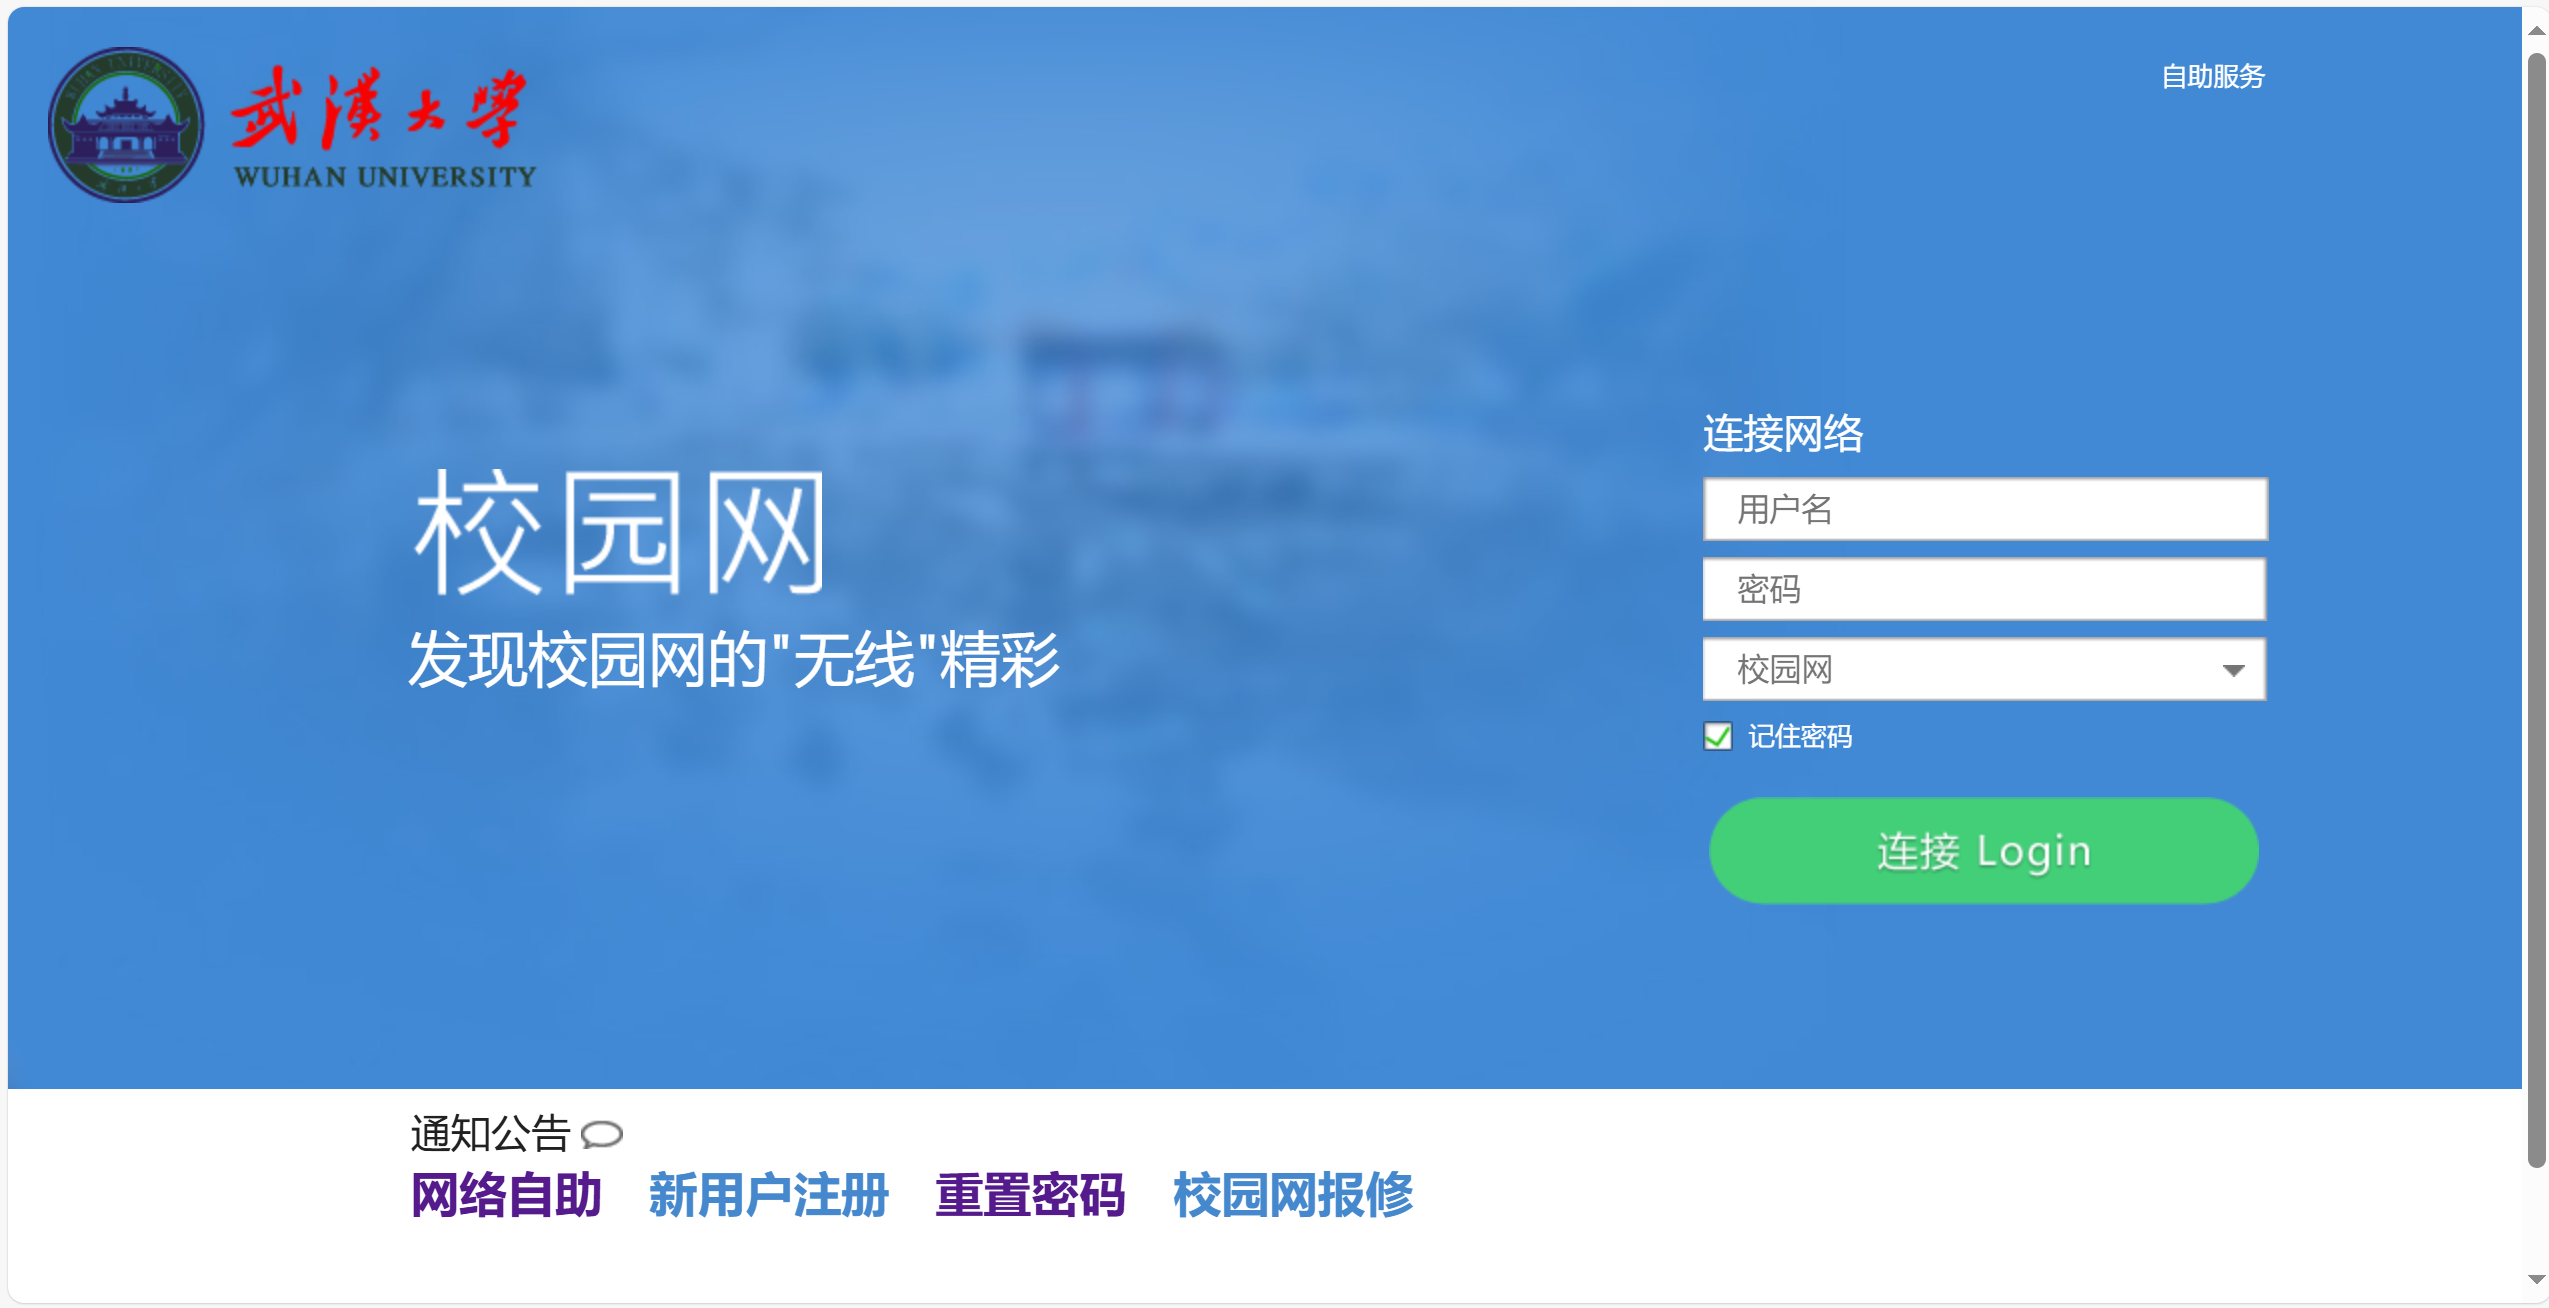 武漢大學
WUHAN UNIVERSITY
自助服务
连接网络
用户名
密码
校园网
记住密码
连接 Login
校园网
发现校园网的"无线"精彩
通知公告
网络自助 新用户注册 重置密码 校园网报修